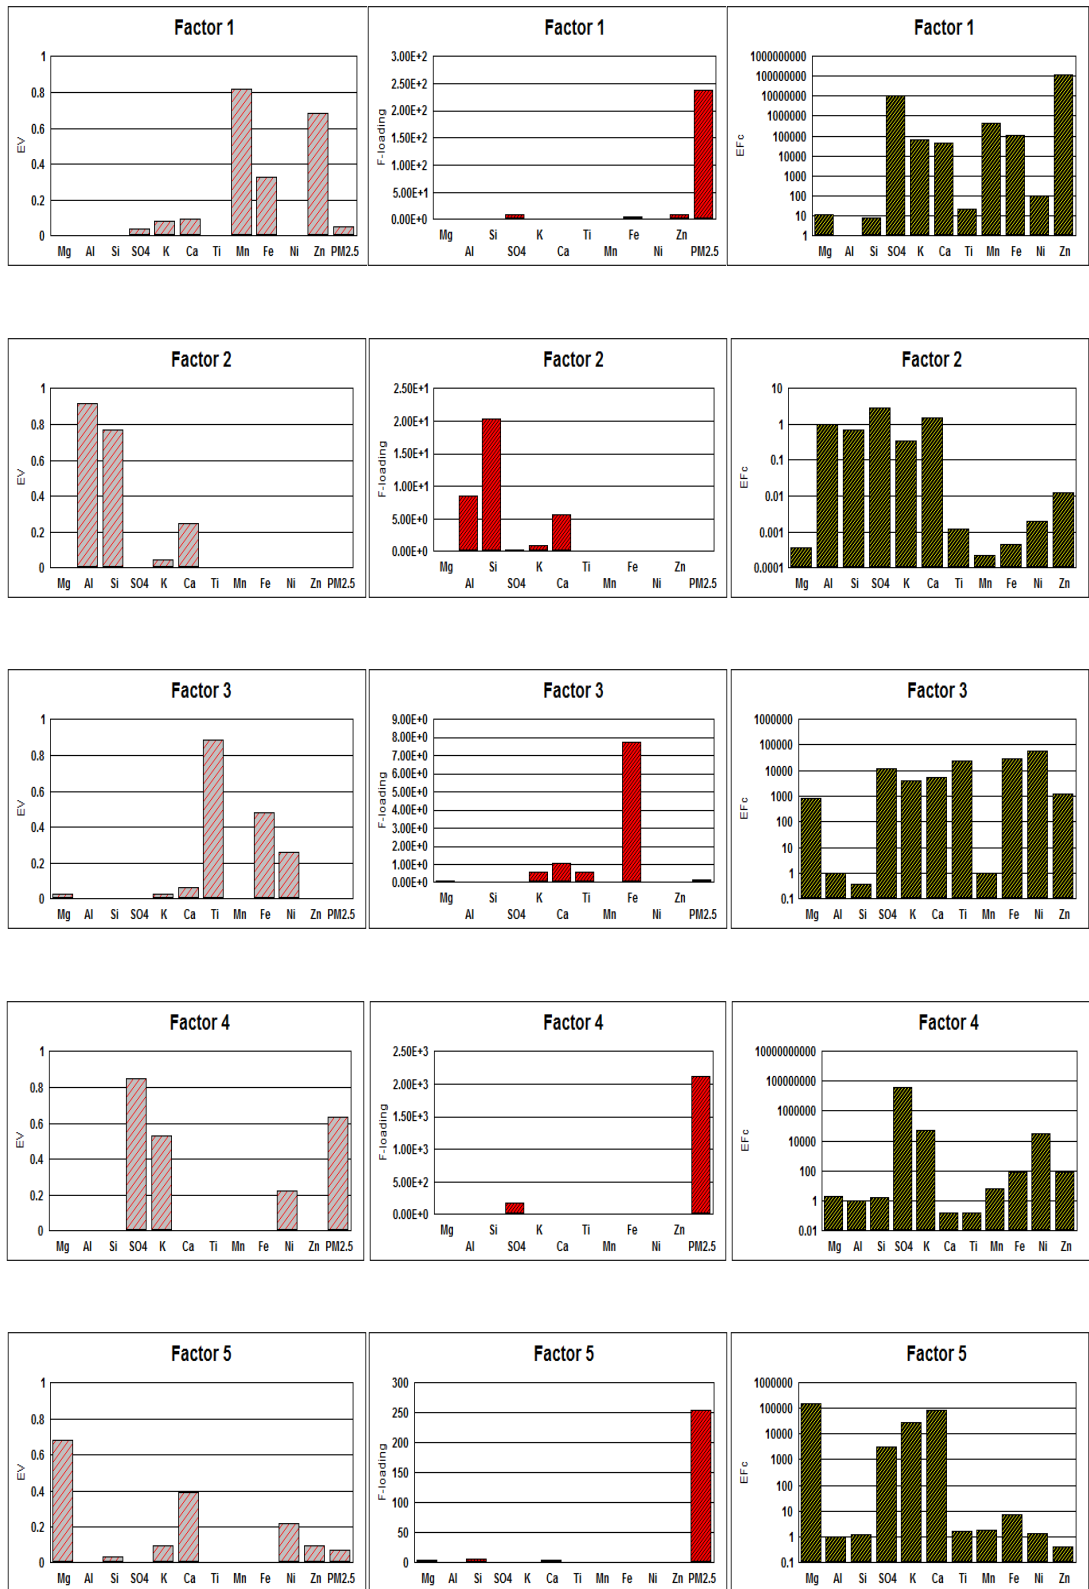 Factor 1
Factor 1
Factor 1
1
0.8
0.6
0.4
0.2
0
EV
Mg Al Si SO4 K Ca Ti Mn Fe Ni Zn PM2.5
3.00E+2
2.50E+2
2.00E+2
1.50E+2
1.00E+2
5.00E+1
0.00E+0
F-loading
Mg Si K Ti Fe Zn
Al SO4 Ca Mn Ni PM2.5
1000000000
100000000
10000000
1000000
100000
10000
1000
100
10
1
EFc
Mg Al Si SO4 K Ca Ti Mn Fe Ni Zn
Factor 2
Factor 2
Factor 2
1
0.8
0.6
0.4
0.2
0
EV
Mg Al Si SO4 K Ca Ti Mn Fe Ni Zn PM2.5
2.50E+1
2.00E+1
1.50E+1
1.00E+1
5.00E+0
0.00E+0
F-loading
Mg Si K Ti Fe Zn
Al SO4 Ca Mn Ni PM2.5
10
1
0.1
0.01
0.001
0.0001
EFc
Mg Al Si SO4 K Ca Ti Mn Fe Ni Zn
Factor 3
Factor 3
Factor 3
1
0.8
0.6
0.4
0.2
0
EV
Mg Al Si SO4 K Ca Ti Mn Fe Ni Zn PM2.5
9.00E+0
8.00E+0
7.00E+0
6.00E+0
5.00E+0
4.00E+0
3.00E+0
2.00E+0
1.00E+0
0.00E+0
F-loading
Mg Si K Ti Fe Zn
Al SO4 Ca Mn Ni PM2.5
1000000
100000
10000
1000
100
10
1
0.1
EFc
Mg Al Si SO4 K Ca Ti Mn Fe Ni Zn
Factor 4
Factor 4
Factor 4
1
0.8
0.6
0.4
0.2
0
EV
Mg Al Si SO4 K Ca Ti Mn Fe Ni Zn PM2.5
2.50E+3
2.00E+3
1.50E+3
1.00E+3
5.00E+2
0.00E+0
F-loading
Mg Si K Ti Fe Zn
Al SO4 Ca Mn Ni PM2.5
10000000000
100000000
1000000
10000
100
1
0.01
EFc
Mg Al Si SO4 K Ca Ti Mn Fe Ni Zn
Factor 5
Factor 5
Factor 5
1
0.8
0.6
0.4
0.2
0
EV
Mg Al Si SO4 K Ca Ti Mn Fe Ni Zn PM2.5
300
250
200
150
100
50
0
F-loading
Mg Al Si SO4 K Ca Ti Mn Fe Ni Zn PM2.5
1000000
100000
10000
1000
100
10
1
0.1
EFc
Mg Al Si SO4 K Ca Ti Mn Fe Ni Zn